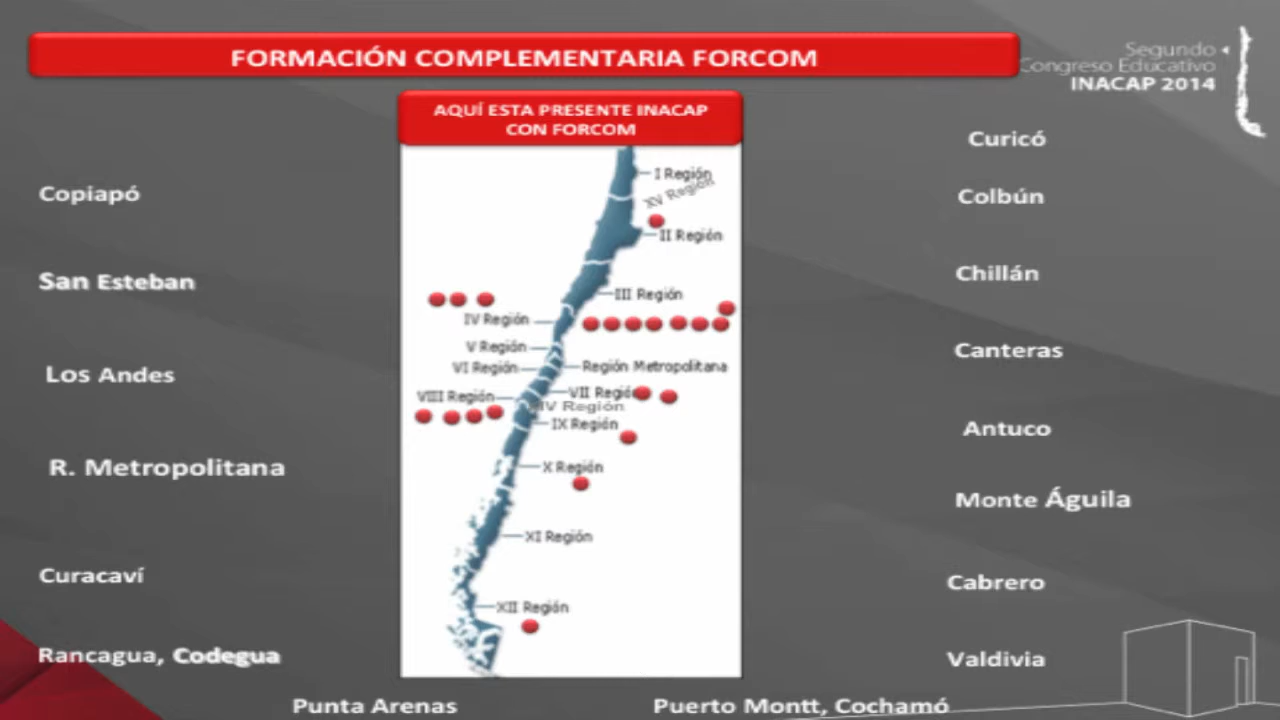 FORMACIÓN COMPLEMENTARIA FORCOM
Segundo
Congreso Educativo
INACAP 2014
AQUÍ ESTA PRESENTE INACAP
CON FORCOM
Copiapó
San Esteban
Los Andes
R. Metropolitana
Curacaví
Rancagua, Codegua
I Región
XV Región
II Región
III Región
IV Región
V Región
VI Región
Región Metropolitana
VII Región
VIII Región
IX Región
X Región
XI Región
XII Región
Curicó
Colbún
Chillán
Canteras
Antuco
Monte Águila
Cabrero
Valdivia
Punta Arenas
Puerto Montt, Cochamó